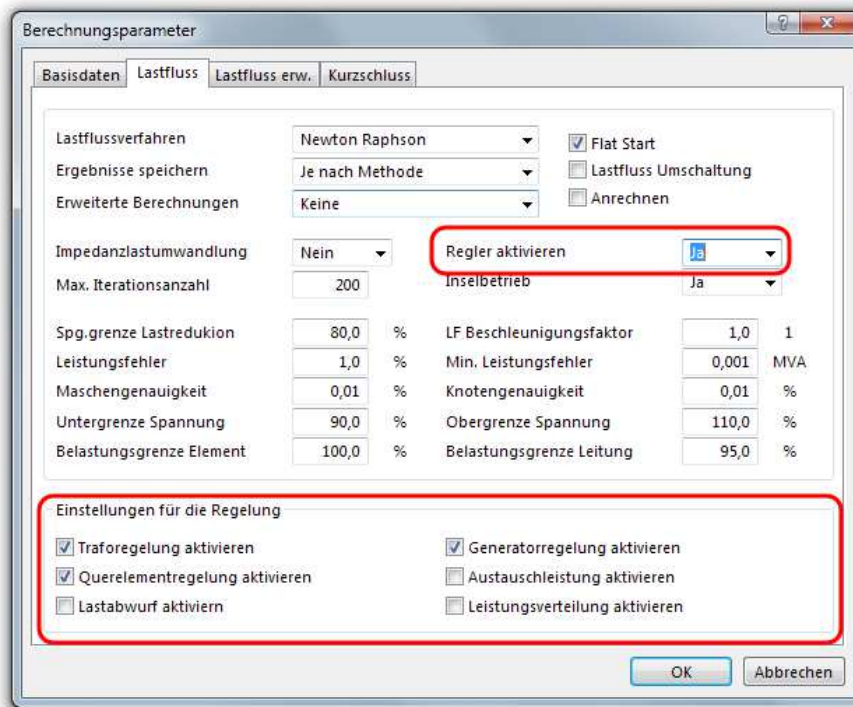 Berechnungsparameter
Basisdaten Lastfluss Lastfluss erw. Kurzschluss
Lastflussverfahren Newton Raphson Flat Start
Ergebnisse speichern Je nach Methode Lastfluss Umschaltung
Erweiterte Berechnungen Keine Anrechnen
Impedanzlastumwandlung Nein Regler aktivieren Ja
Max. Iterationsanzahl 200 Inselbetrieb Ja
Spg.grenze Lastredukion 80,0 % LF Beschleunigungsfaktor 1,0 1
Leistungsfehler 1,0 % Min. Leistungsfehler 0,001 MVA
Maschengenauigkeit 0,01 % Knotengenauigkeit 0,01 %
Untergrenze Spannung 90,0 % Obergrenze Spannung 110,0 %
Belastungsgrenze Element 100,0 % Belastungsgrenze Leitung 95,0 %
Einstellungen für die Regelung
Traforegelung aktivieren Generatorregelung aktivieren
Querelementregelung aktivieren Austauschleistung aktivieren
Lastabwurf aktiviern Leistungsverteilung aktivieren
OK Abbrechen